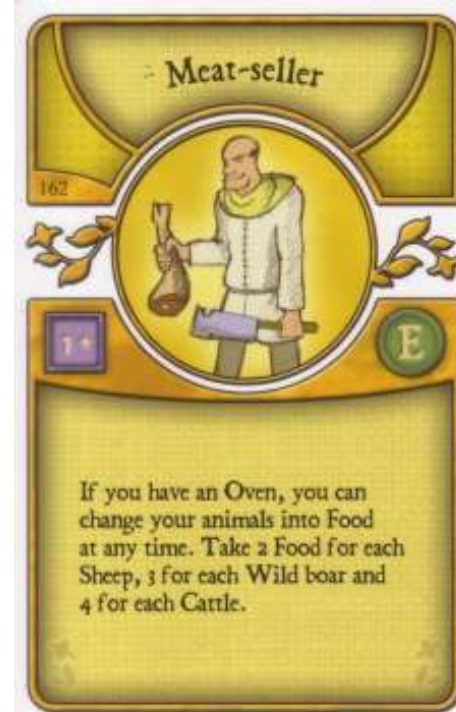 Meat-seller
162
1+
E
If you have an Oven, you can
change your animals into Food
at any time. Take 2 Food for each
Sheep, 3 for each Wild boar and
4 for each Cattle.